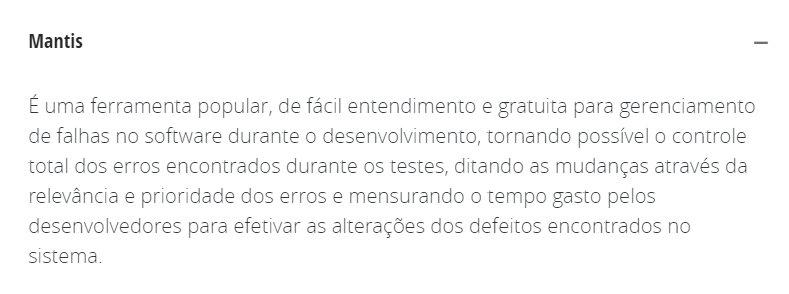 Mantis
É uma ferramenta popular, de fácil entendimento e gratuita para gerenciamento
de falhas no software durante o desenvolvimento, tornando possível o controle
total dos erros encontrados durante os testes, ditando as mudanças através da
relevância e prioridade dos erros e mensurando o tempo gasto pelos
desenvolvedores para efetivar as alterações dos defeitos encontrados no
sistema.